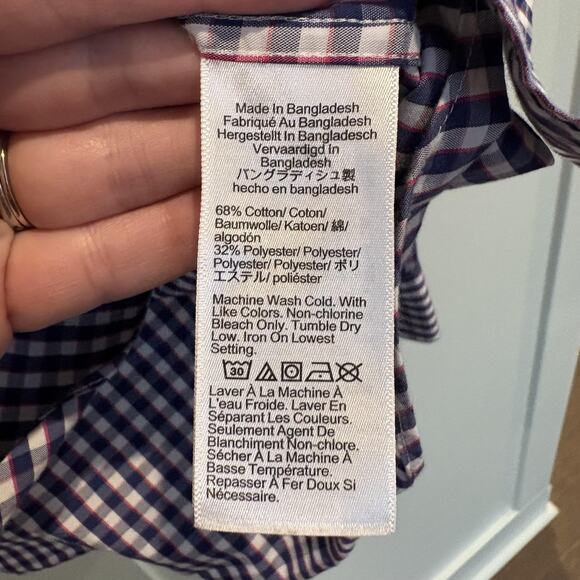 Made In Bangladesh
Fabriqué Au Bangladesh
Hergestellt In Bangladesch
Vervaardigd In
Bangladesh
バングラディシュ製
hecho en bangladesh
68% Cotton/ Coton/
Baumwolle/ Katoen/ 綿/
algodón
32% Polyester/ Polyester/
Polyester/ Polyester/ ポリ
エステル/ poliéster
Machine Wash Cold. With
Like Colors. Non-chlorine
Bleach Only. Tumble Dry
Low. Iron On Lowest
Setting.
30
Laver À La Machine À
L'eau Froide. Laver En
Séparant Les Couleurs.
Seulement Agent De
Blanchiment Non-chlore.
Sécher À La Machine À
Basse Température.
Repasser À Fer Doux Si
Nécessaire.